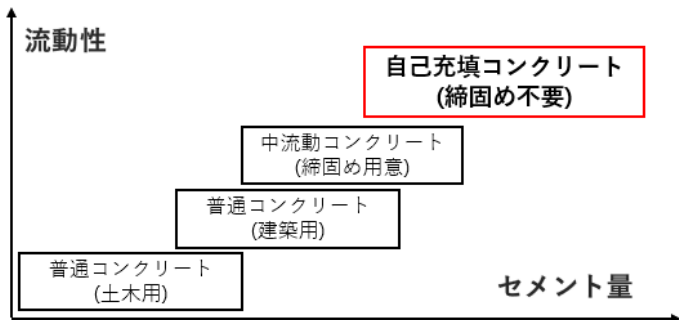 流動性
自己充填コンクリート
(締固め不要)
中流動コンクリート
(締固め用意)
普通コンクリート
(建築用)
普通コンクリート
(土木用)
セメント量